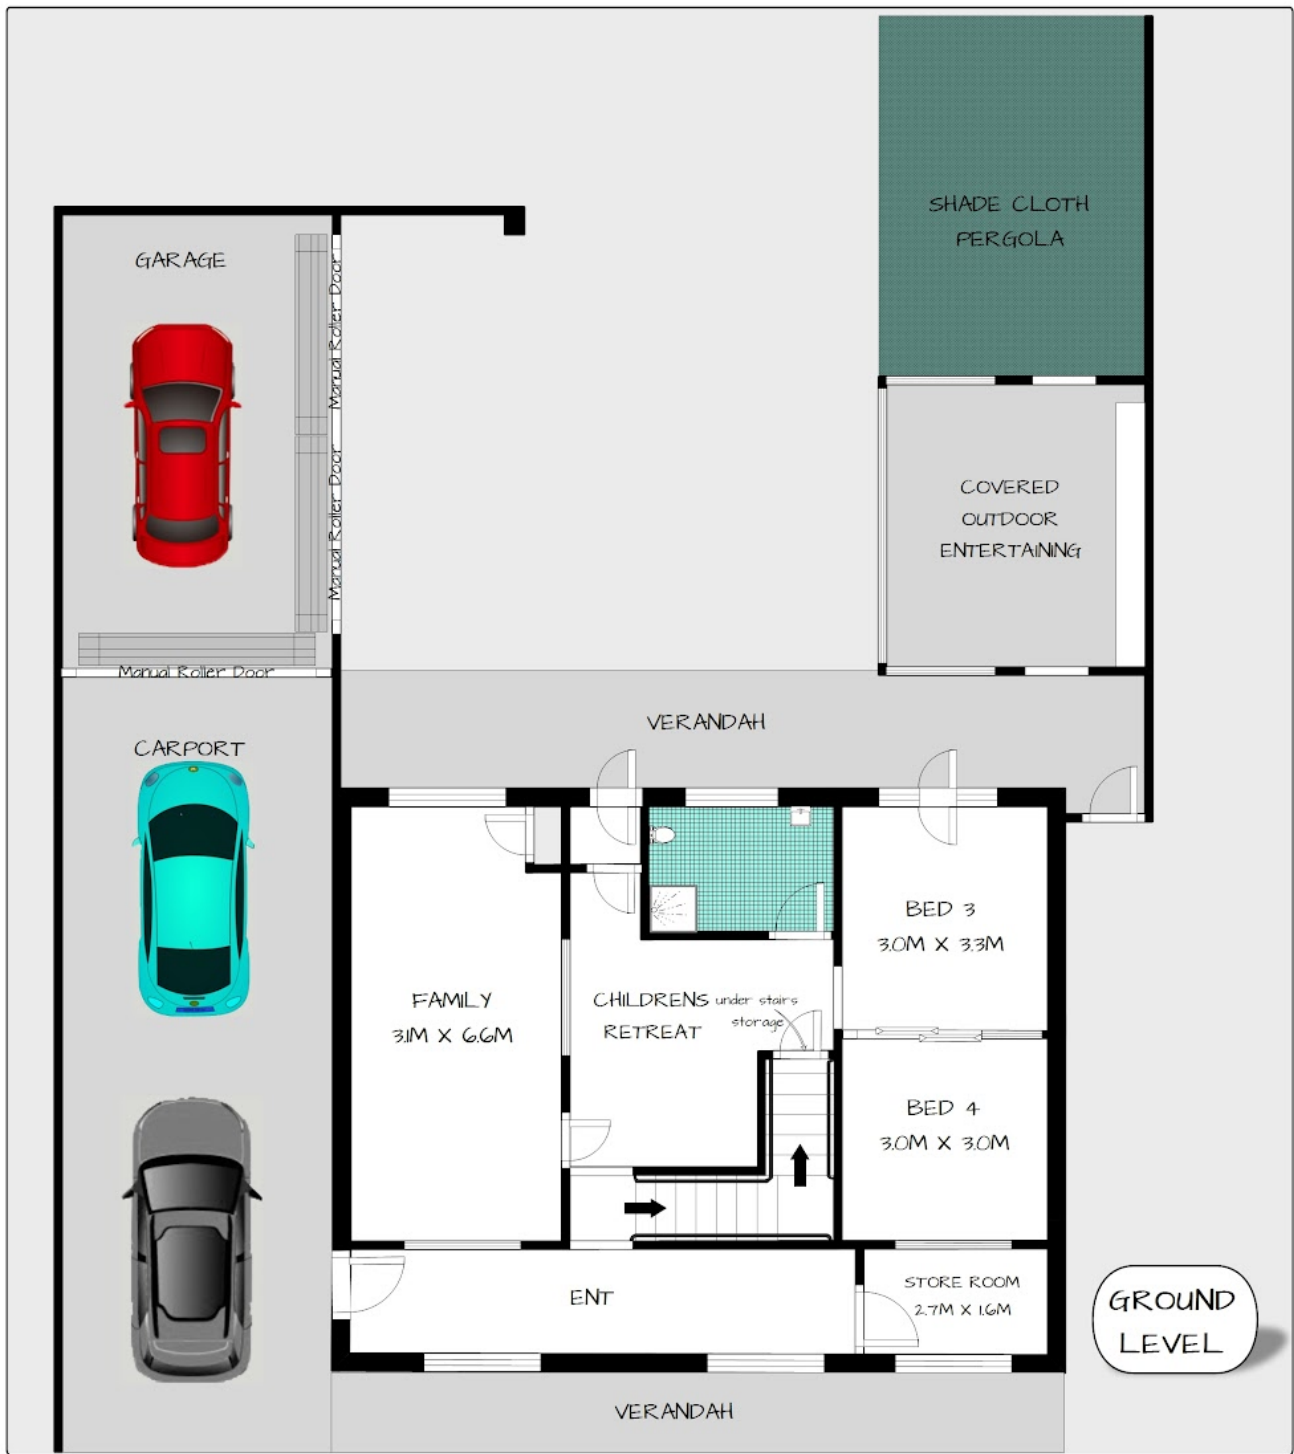 SHADE CLOTH
PERGOLA
GARAGE
Manual Roller Door
Manual Roller Door
COVERED
OUTDOOR
ENTERTAINING
Manual Roller Door
VERANDAH
CARPORT
BED 3
3.0M X 3.3M
FAMILY
3.1M X 6.6M
CHILDRENS
RETREAT
under stairs
storage
BED 4
3.0M X 3.0M
ENT
STORE ROOM
2.7M X 1.6M
GROUND
LEVEL
VERANDAH